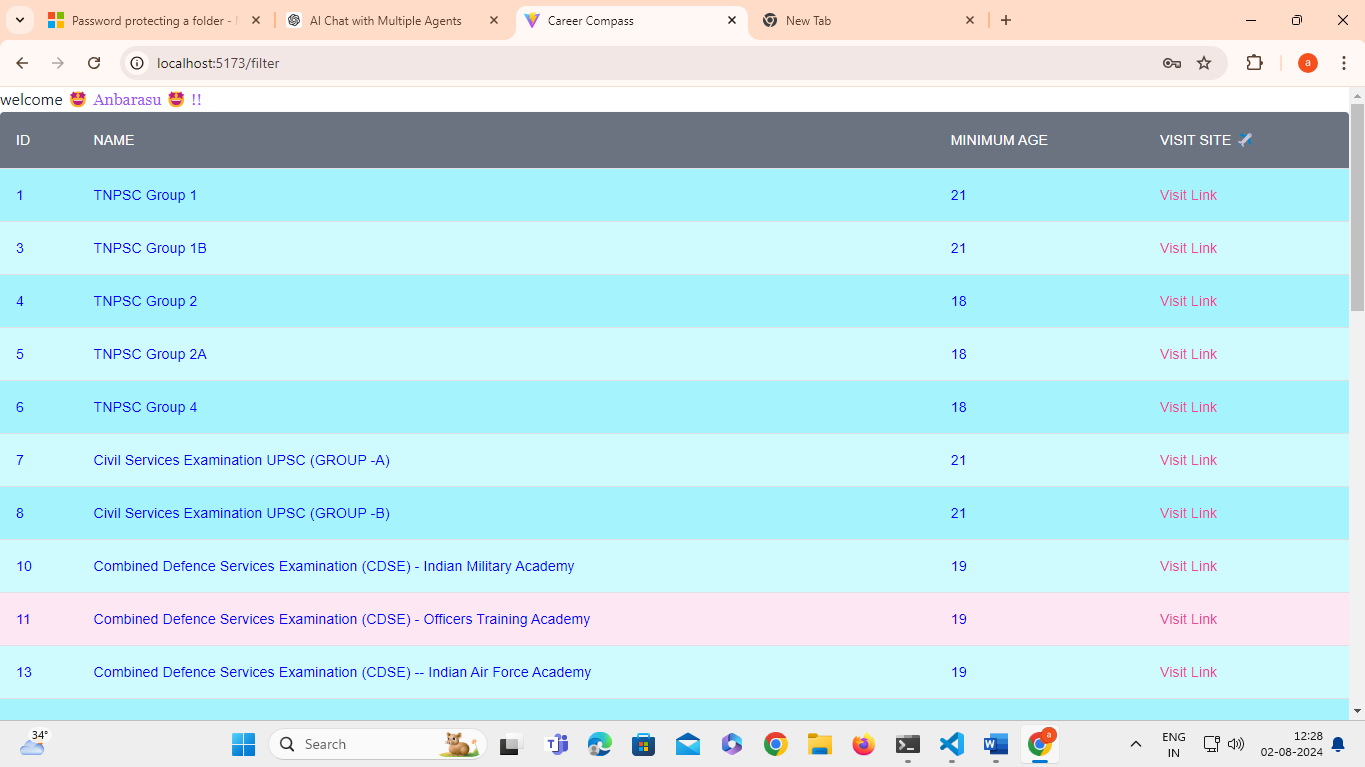 Password protecting a folder -
AI Chat with Multiple Agents
Career Compass
New Tab
localhost:5173/filter
a
welcome 🤩 Anbarasu 🤩 !!
ID NAME MINIMUM AGE VISIT SITE ✈️
1 TNPSC Group 1 21 Visit Link
3 TNPSC Group 1B 21 Visit Link
4 TNPSC Group 2 18 Visit Link
5 TNPSC Group 2A 18 Visit Link
6 TNPSC Group 4 18 Visit Link
7 Civil Services Examination UPSC (GROUP -A) 21 Visit Link
8 Civil Services Examination UPSC (GROUP -B) 21 Visit Link
10 Combined Defence Services Examination (CDSE) - Indian Military Academy 19 Visit Link
11 Combined Defence Services Examination (CDSE) - Officers Training Academy 19 Visit Link
13 Combined Defence Services Examination (CDSE) -- Indian Air Force Academy 19 Visit Link
34°
Search
a
ENG
IN
12:28
02-08-2024